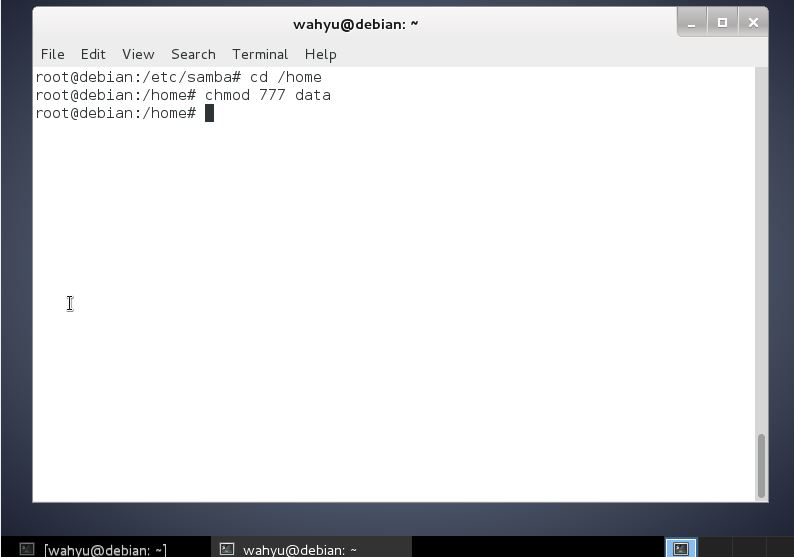 wahyu@debian: ~
File Edit View Search Terminal Help
root@debian:/etc/samba# cd /home
root@debian:/home# chmod 777 data
root@debian:/home#
[wahyu@debian: ~] wahyu@debian: ~